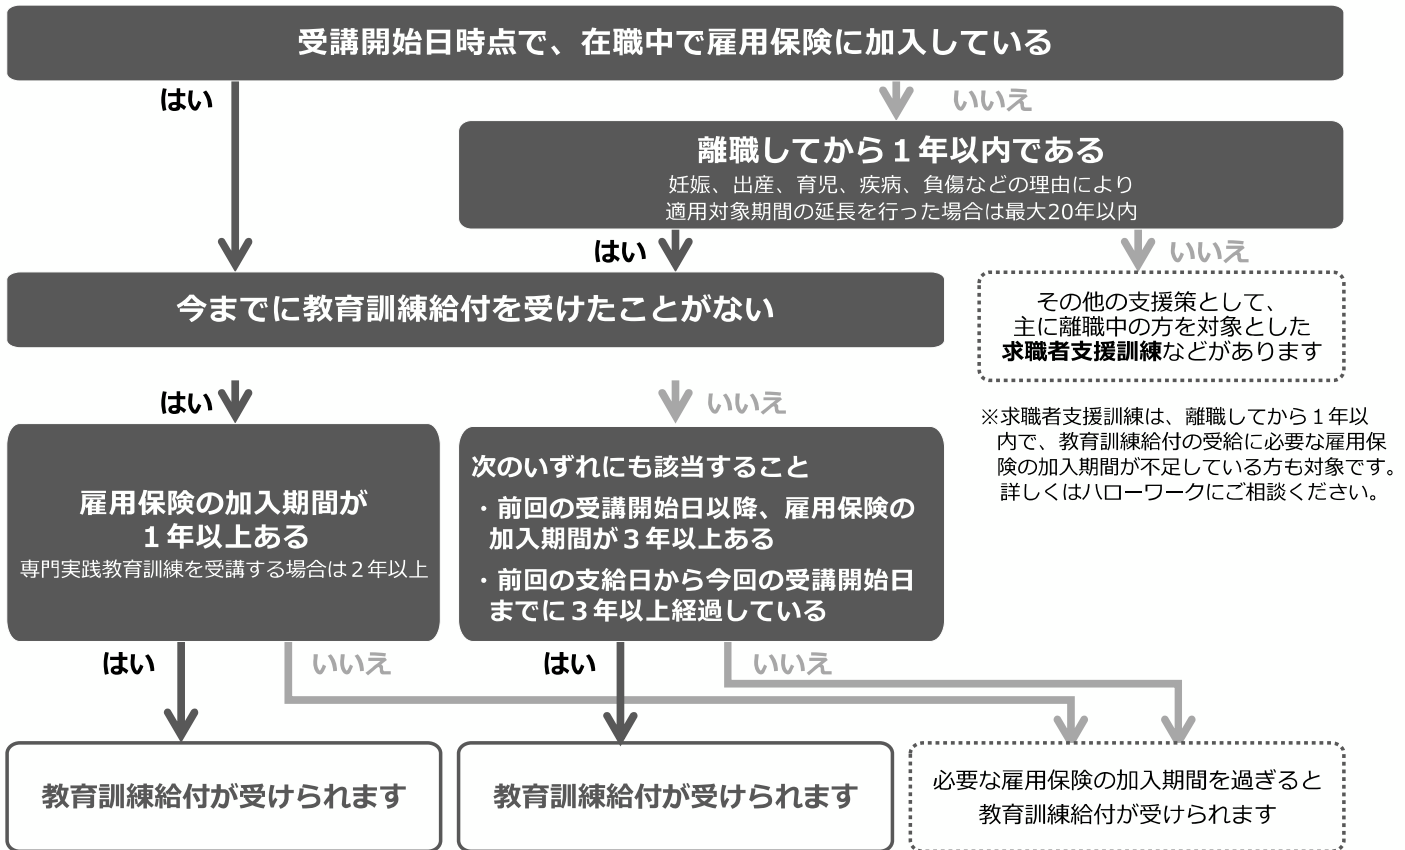 受講開始日時点で、在職中で雇用保険に加入している
はい
いいえ
離職してから１年以内である
妊娠、出産、育児、疾病、負傷などの理由により
適用対象期間の延長を行った場合は最大20年以内
はい
いいえ
今までに教育訓練給付を受けたことがない
その他の支援策として、
主に離職中の方を対象とした
求職者支援訓練などがあります
はい
いいえ
※求職者支援訓練は、離職してから１年以
内で、教育訓練給付の受給に必要な雇用保
険の加入期間が不足している方も対象です。
詳しくはハローワークにご相談ください。
雇用保険の加入期間が
１年以上ある
専門実践教育訓練を受講する場合は２年以上
次のいずれにも該当すること
・前回の受講開始日以降、雇用保険の
加入期間が３年以上ある
・前回の支給日から今回の受講開始日
までに３年以上経過している
はい
いいえ
はい
いいえ
教育訓練給付が受けられます
教育訓練給付が受けられます
必要な雇用保険の加入期間を過ぎると
教育訓練給付が受けられます